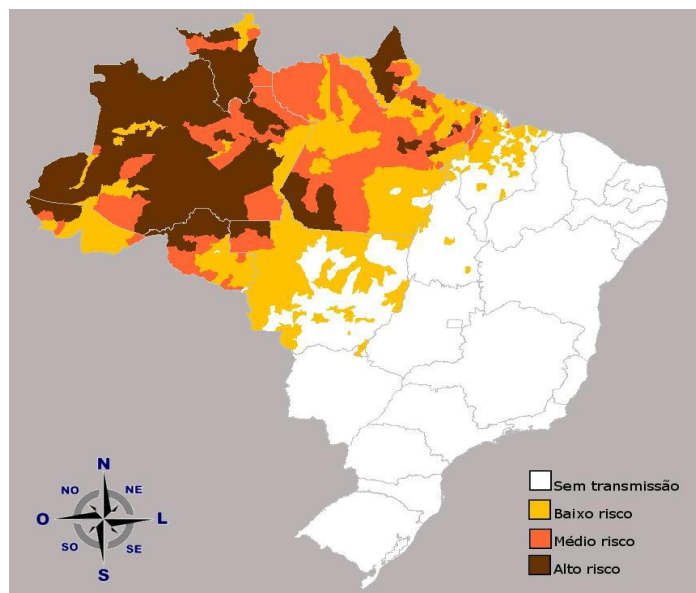 N
NO
NE
O
L
SO
SE
S
Sem transmissão
Baixo risco
Médio risco
Alto risco